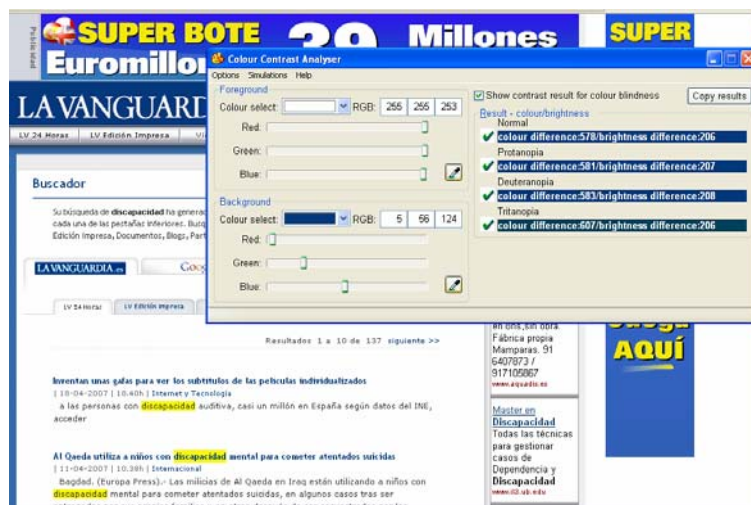 Publicidad
SUPER BOTE
Euromillo
Millones
SUPER
LA VANGUARD
LV 24 Horas LV Edición Impresa
Colour Contrast Analyser
Options Simulations Help
Foreground
Colour select: RGB: 255 255 253
Red:
Green:
Blue:
Background
Colour select: RGB: 5 56 124
Red:
Green:
Blue:
Show contrast result for colour blindness
Copy results
Result - colour/brightness
Normal
colour difference:578/brightness difference:206
Protanopia
colour difference:581/brightness difference:207
Deuteranopia
colour difference:583/brightness difference:208
Tritanopia
colour difference:607/brightness difference:206
Buscador
Su búsqueda de discapacidad ha genera
cada una de las pestañas inferiores. Busq
Edición Impresa, Documentos, Blogs, Part
LA VANGUARDIA.es
Goo
LV 24 Horas LV Edición impresa
Resultados 1 a 10 de 137 siguiente >>
Inventan unas gafas para ver los subtítulos de las películas individualizados
| 18-04-2007 | 18.40h | Internet y Tecnología
a las personas con discapacidad auditiva, casi un millón en España según datos del INE,
acceder
Al Qaeda utiliza a niños con discapacidad mental para cometer atentados suicidas
| 11-04-2007 | 10.38h | Internacional
Bagdad. (Europa Press).- Las milicias de Al Qaeda en Iraq están utilizando a niños con
discapacidad mental para cometer atentados suicidas, en algunos casos tras ser
en 6hs,sin obra.
Fábrica propia
Mamparas. 91
6407873 /
917105867
www.aquadis.es
Master en
Discapacidad
Todas las técnicas
para gestionar
casos de
Dependencia y
Discapacidad
www.il3.ub.edu
AQUÍ